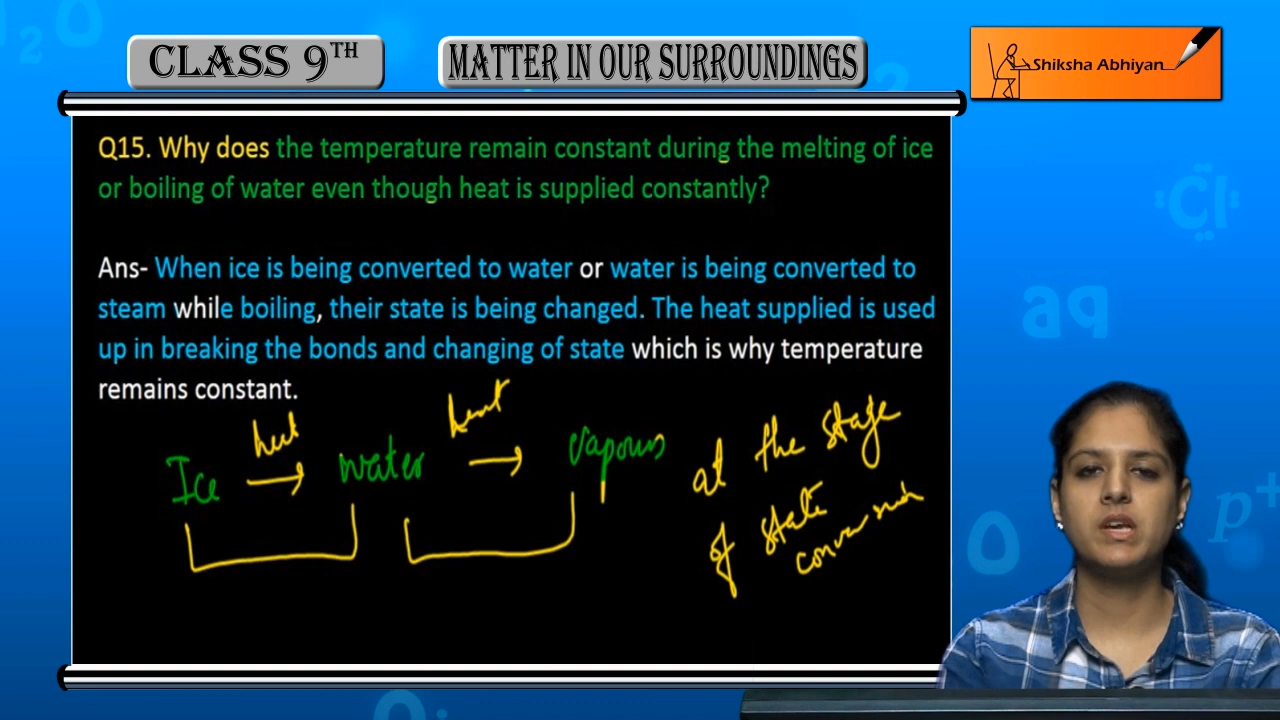 CLASS 9TH
MATTER IN OUR SURROUNDINGS
Shiksha Abhiyan
Q15. Why does the temperature remain constant during the melting of ice
or boiling of water even though heat is supplied constantly?
Ans- When ice is being converted to water or water is being converted to
steam while boiling, their state is being changed. The heat supplied is used
up in breaking the bonds and changing of state which is why temperature
remains constant.
heat
heat
Ice → water → vapours
at the stage
of state
conversion
aq
Cl
p+
2
O